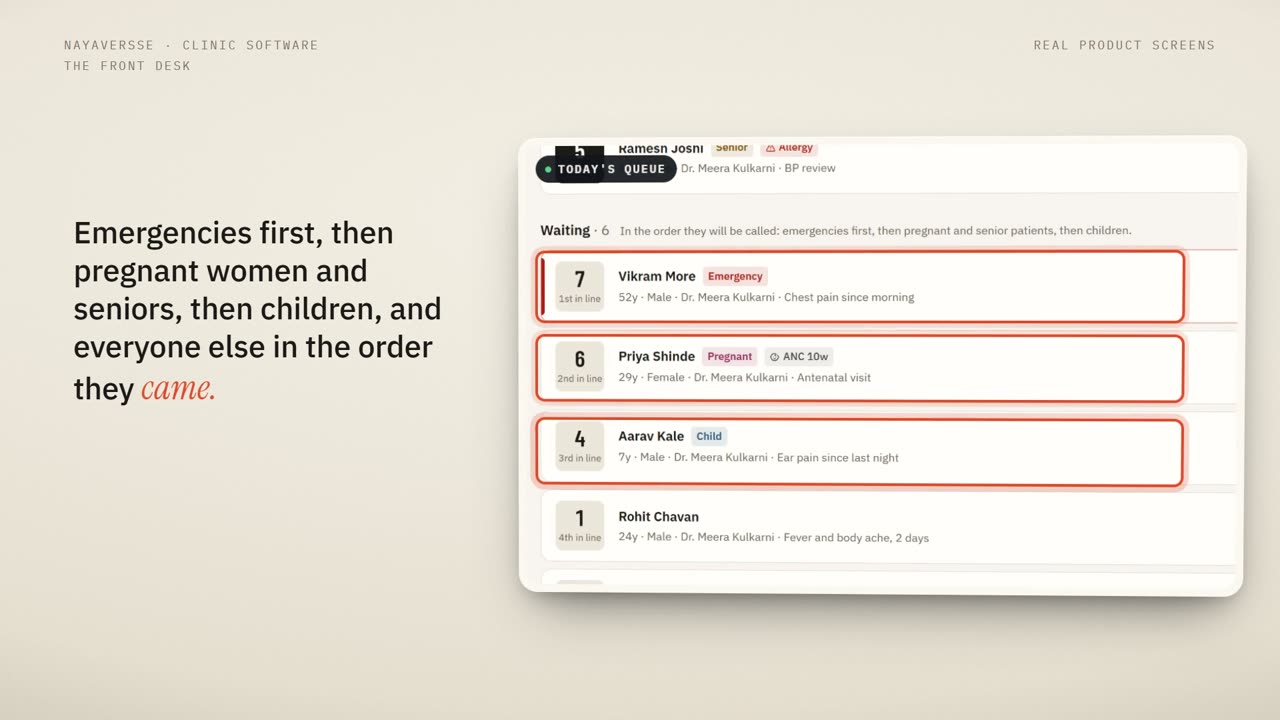 NAYAVERSSE · CLINIC SOFTWARE
THE FRONT DESK
REAL PRODUCT SCREENS
Emergencies first, then
pregnant women and
seniors, then children, and
everyone else in the order
they came.
5 Ramesh Joshi Senior Allergy
TODAY'S QUEUE
Dr. Meera Kulkarni · BP review
Waiting · 6 In the order they will be called: emergencies first, then pregnant and senior patients, then children.
7 Vikram More Emergency
1st in line 52y · Male · Dr. Meera Kulkarni · Chest pain since morning
6 Priya Shinde Pregnant ANC 10w
2nd in line 29y · Female · Dr. Meera Kulkarni · Antenatal visit
4 Aarav Kale Child
3rd in line 7y · Male · Dr. Meera Kulkarni · Ear pain since last night
1 Rohit Chavan
4th in line 24y · Male · Dr. Meera Kulkarni · Fever and body ache, 2 days